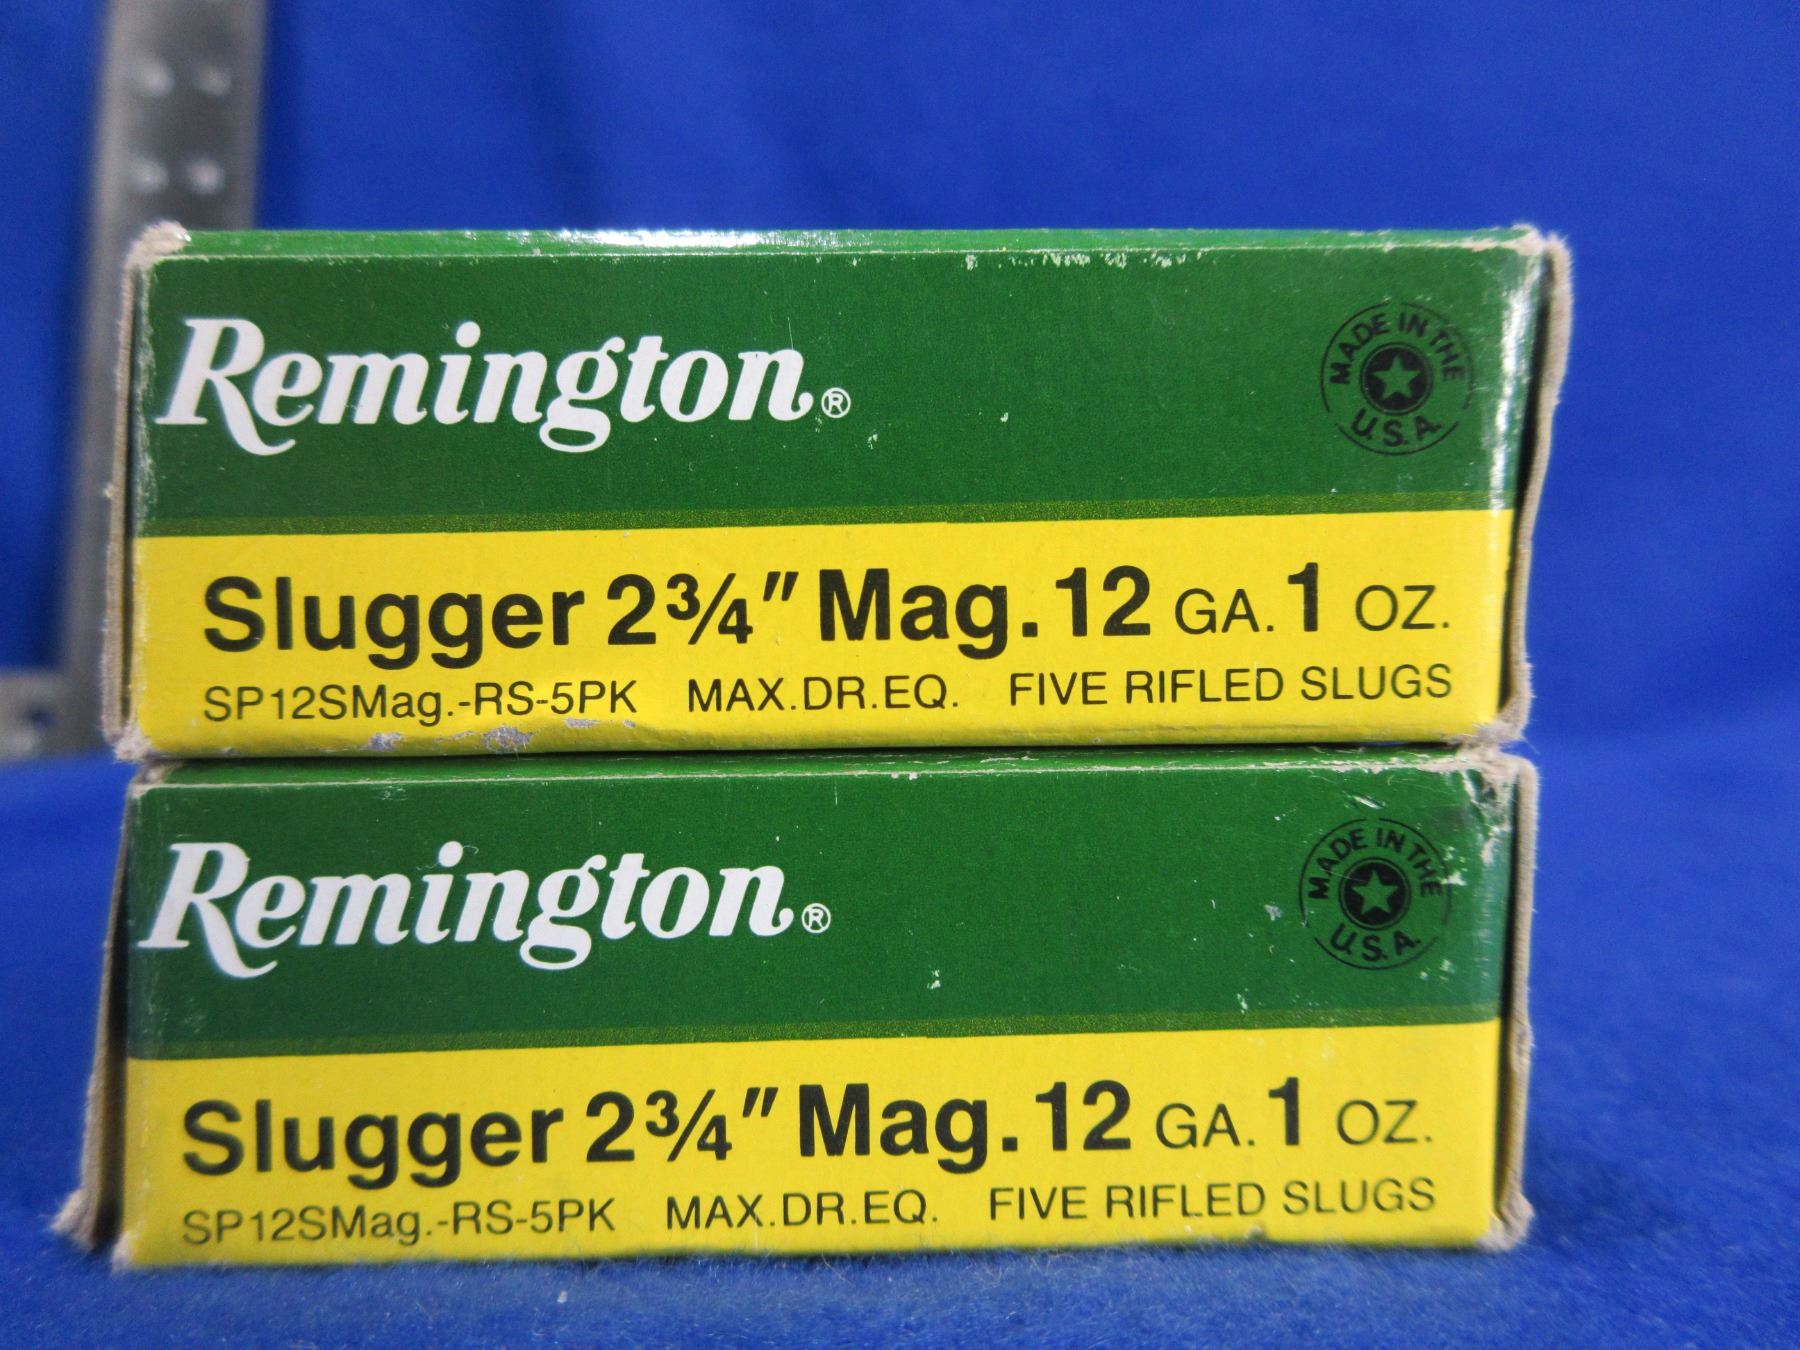 Remington®
MADE IN THE
U.S.A.
Slugger 2¾" Mag. 12 GA. 1 OZ.
SP12SMag.-RS-5PK MAX.DR.EQ. FIVE RIFLED SLUGS
Remington®
MADE IN THE
U.S.A.
Slugger 2¾" Mag. 12 GA. 1 OZ.
SP12SMag.-RS-5PK MAX.DR.EQ. FIVE RIFLED SLUGS